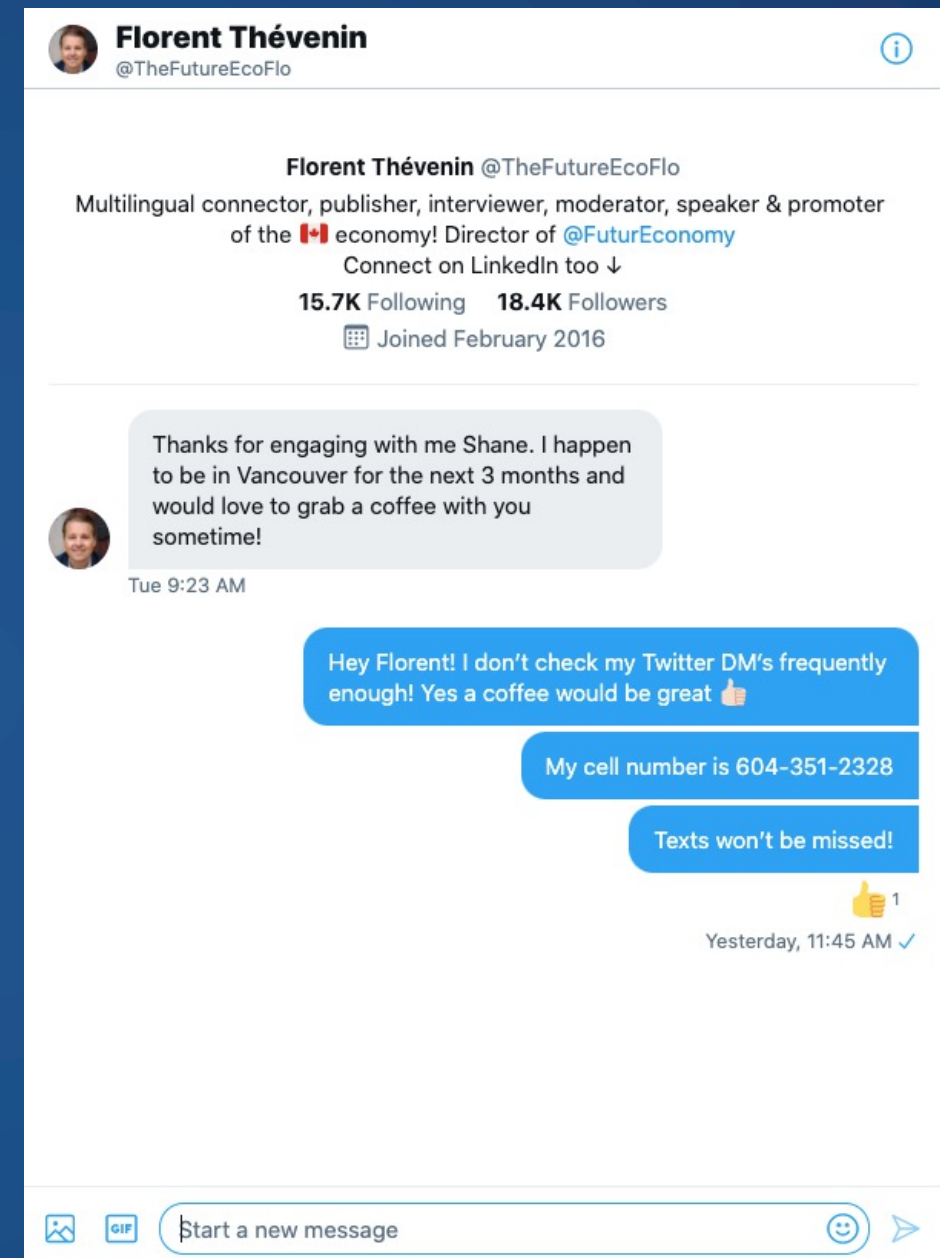 Florent Thévenin
@TheFutureEcoFlo
Florent Thévenin @TheFutureEcoFlo
Multilingual connector, publisher, interviewer, moderator, speaker & promoter
of the 🇨🇦 economy! Director of @FuturEconomy
Connect on LinkedIn too ↓
15.7K Following 18.4K Followers
Joined February 2016
Thanks for engaging with me Shane. I happen
to be in Vancouver for the next 3 months and
would love to grab a coffee with you
sometime!
Tue 9:23 AM
Hey Florent! I don’t check my Twitter DM’s frequently
enough! Yes a coffee would be great 👍🏻
My cell number is 604-351-2328
Texts won’t be missed!
👍 1
Yesterday, 11:45 AM ✓
GIF Start a new message